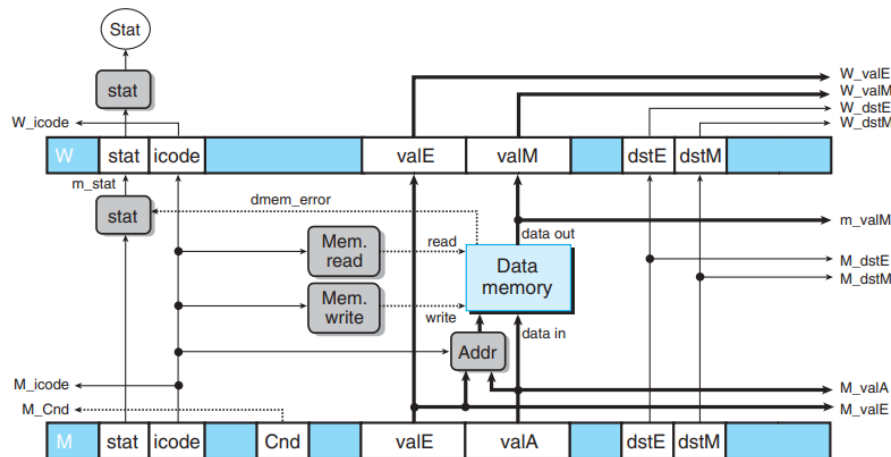 Stat
stat
W_valE
W_valM
W_dstE
W_dstM
W_icode
W stat icode valE valM dstE dstM
m_stat
dmem_error
stat
m_valM
data out
read
Mem.
read
Data
memory
M_dstE
M_dstM
Mem.
write
write
data in
Addr
M_icode
M_valA
M_Cnd
M_valE
M stat icode Cnd valE valA dstE dstM